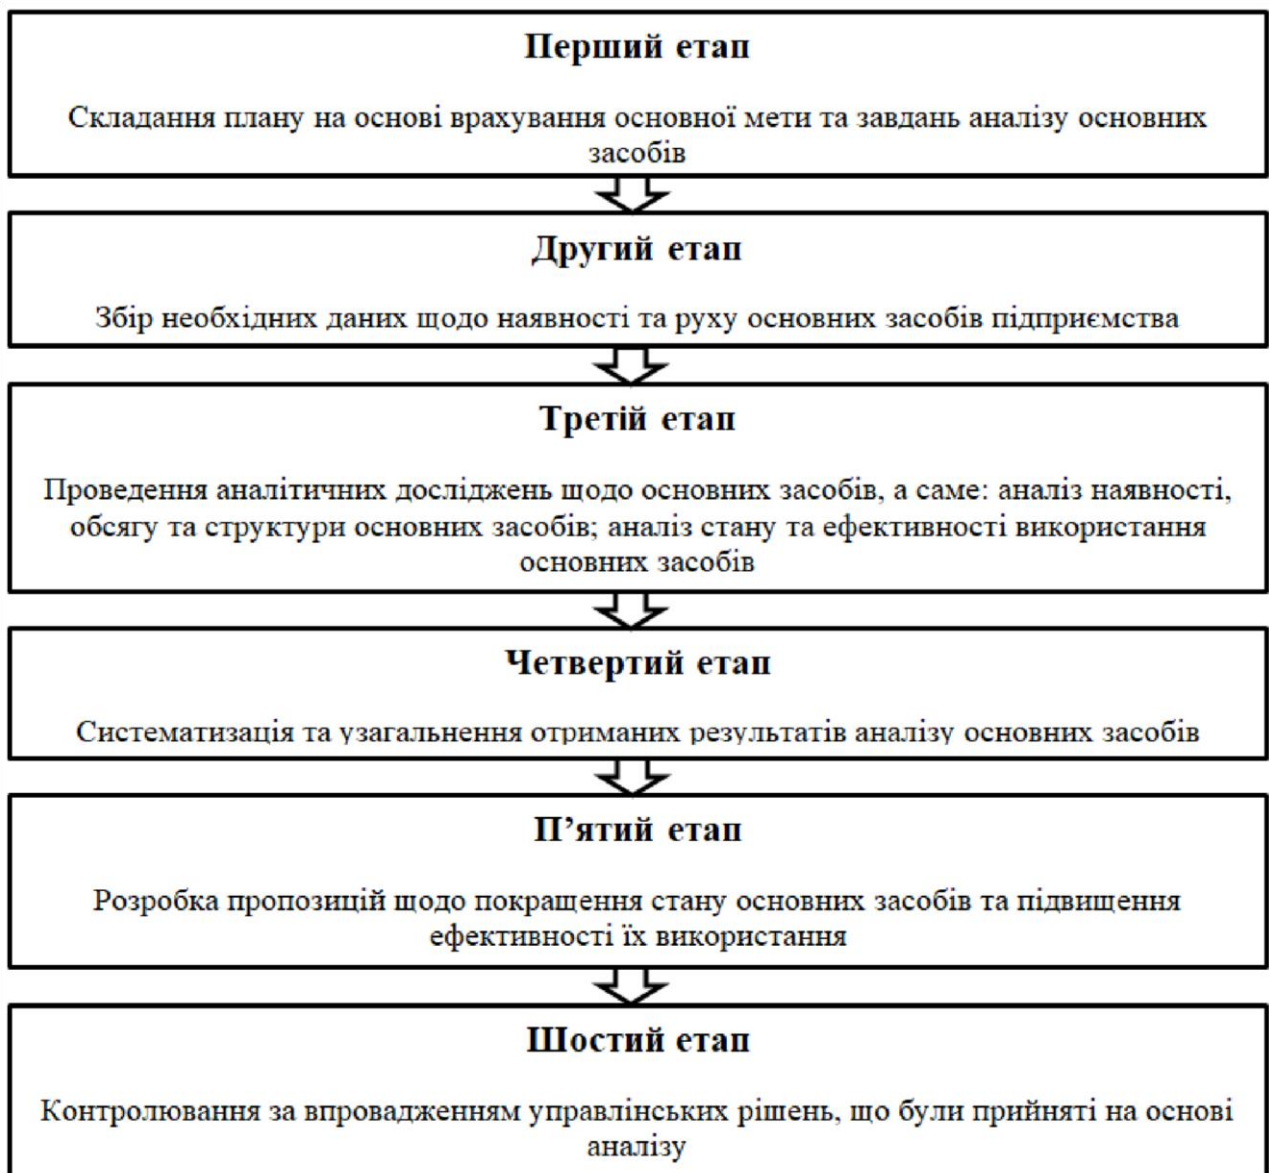 Перший етап
Складання плану на основі врахування основної мети та завдань аналізу основних
засобів
Другий етап
Збір необхідних даних щодо наявності та руху основних засобів підприємства
Третій етап
Проведення аналітичних досліджень щодо основних засобів, а саме: аналіз наявності,
обсягу та структури основних засобів; аналіз стану та ефективності використання
основних засобів
Четвертий етап
Систематизація та узагальнення отриманих результатів аналізу основних засобів
П’ятий етап
Розробка пропозицій щодо покращення стану основних засобів та підвищення
ефективності їх використання
Шостий етап
Контролювання за впровадженням управлінських рішень, що були прийняті на основі
аналізу